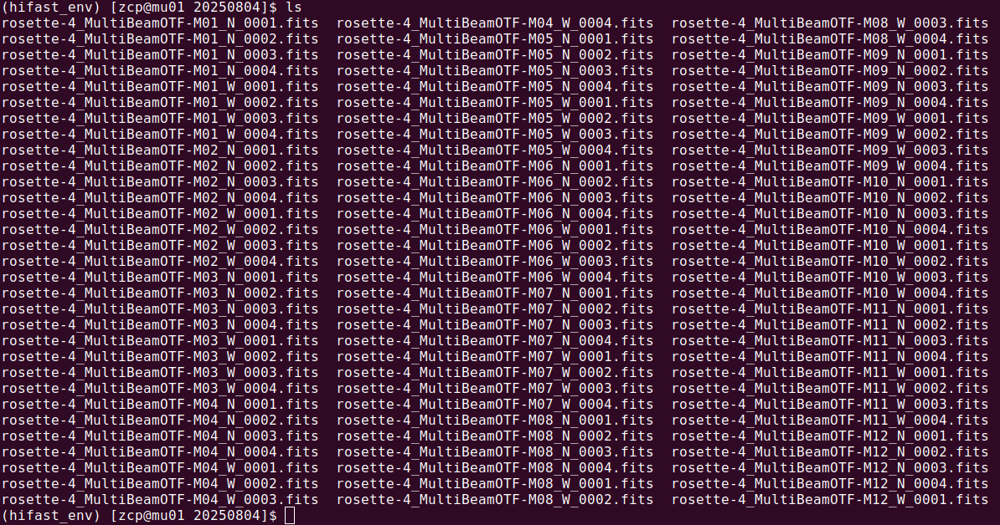 (hifast_env) [zcp@mu01 20250804]$ ls
rosette-4_MultiBeamOTF-M01_N_0001.fits  rosette-4_MultiBeamOTF-M04_W_0004.fits  rosette-4_MultiBeamOTF-M08_W_0003.fits
rosette-4_MultiBeamOTF-M01_N_0002.fits  rosette-4_MultiBeamOTF-M05_N_0001.fits  rosette-4_MultiBeamOTF-M08_W_0004.fits
rosette-4_MultiBeamOTF-M01_N_0003.fits  rosette-4_MultiBeamOTF-M05_N_0002.fits  rosette-4_MultiBeamOTF-M09_N_0001.fits
rosette-4_MultiBeamOTF-M01_N_0004.fits  rosette-4_MultiBeamOTF-M05_N_0003.fits  rosette-4_MultiBeamOTF-M09_N_0002.fits
rosette-4_MultiBeamOTF-M01_W_0001.fits  rosette-4_MultiBeamOTF-M05_N_0004.fits  rosette-4_MultiBeamOTF-M09_N_0003.fits
rosette-4_MultiBeamOTF-M01_W_0002.fits  rosette-4_MultiBeamOTF-M05_W_0001.fits  rosette-4_MultiBeamOTF-M09_N_0004.fits
rosette-4_MultiBeamOTF-M01_W_0003.fits  rosette-4_MultiBeamOTF-M05_W_0002.fits  rosette-4_MultiBeamOTF-M09_W_0001.fits
rosette-4_MultiBeamOTF-M01_W_0004.fits  rosette-4_MultiBeamOTF-M05_W_0003.fits  rosette-4_MultiBeamOTF-M09_W_0002.fits
rosette-4_MultiBeamOTF-M02_N_0001.fits  rosette-4_MultiBeamOTF-M05_W_0004.fits  rosette-4_MultiBeamOTF-M09_W_0003.fits
rosette-4_MultiBeamOTF-M02_N_0002.fits  rosette-4_MultiBeamOTF-M06_N_0001.fits  rosette-4_MultiBeamOTF-M09_W_0004.fits
rosette-4_MultiBeamOTF-M02_N_0003.fits  rosette-4_MultiBeamOTF-M06_N_0002.fits  rosette-4_MultiBeamOTF-M10_N_0001.fits
rosette-4_MultiBeamOTF-M02_N_0004.fits  rosette-4_MultiBeamOTF-M06_N_0003.fits  rosette-4_MultiBeamOTF-M10_N_0002.fits
rosette-4_MultiBeamOTF-M02_W_0001.fits  rosette-4_MultiBeamOTF-M06_N_0004.fits  rosette-4_MultiBeamOTF-M10_N_0003.fits
rosette-4_MultiBeamOTF-M02_W_0002.fits  rosette-4_MultiBeamOTF-M06_W_0001.fits  rosette-4_MultiBeamOTF-M10_N_0004.fits
rosette-4_MultiBeamOTF-M02_W_0003.fits  rosette-4_MultiBeamOTF-M06_W_0002.fits  rosette-4_MultiBeamOTF-M10_W_0001.fits
rosette-4_MultiBeamOTF-M02_W_0004.fits  rosette-4_MultiBeamOTF-M06_W_0003.fits  rosette-4_MultiBeamOTF-M10_W_0002.fits
rosette-4_MultiBeamOTF-M03_N_0001.fits  rosette-4_MultiBeamOTF-M06_W_0004.fits  rosette-4_MultiBeamOTF-M10_W_0003.fits
rosette-4_MultiBeamOTF-M03_N_0002.fits  rosette-4_MultiBeamOTF-M07_N_0001.fits  rosette-4_MultiBeamOTF-M10_W_0004.fits
rosette-4_MultiBeamOTF-M03_N_0003.fits  rosette-4_MultiBeamOTF-M07_N_0002.fits  rosette-4_MultiBeamOTF-M11_N_0001.fits
rosette-4_MultiBeamOTF-M03_N_0004.fits  rosette-4_MultiBeamOTF-M07_N_0003.fits  rosette-4_MultiBeamOTF-M11_N_0002.fits
rosette-4_MultiBeamOTF-M03_W_0001.fits  rosette-4_MultiBeamOTF-M07_N_0004.fits  rosette-4_MultiBeamOTF-M11_N_0003.fits
rosette-4_MultiBeamOTF-M03_W_0002.fits  rosette-4_MultiBeamOTF-M07_W_0001.fits  rosette-4_MultiBeamOTF-M11_N_0004.fits
rosette-4_MultiBeamOTF-M03_W_0003.fits  rosette-4_MultiBeamOTF-M07_W_0002.fits  rosette-4_MultiBeamOTF-M11_W_0001.fits
rosette-4_MultiBeamOTF-M03_W_0004.fits  rosette-4_MultiBeamOTF-M07_W_0003.fits  rosette-4_MultiBeamOTF-M11_W_0002.fits
rosette-4_MultiBeamOTF-M04_N_0001.fits  rosette-4_MultiBeamOTF-M07_W_0004.fits  rosette-4_MultiBeamOTF-M11_W_0003.fits
rosette-4_MultiBeamOTF-M04_N_0002.fits  rosette-4_MultiBeamOTF-M08_N_0001.fits  rosette-4_MultiBeamOTF-M11_W_0004.fits
rosette-4_MultiBeamOTF-M04_N_0003.fits  rosette-4_MultiBeamOTF-M08_N_0002.fits  rosette-4_MultiBeamOTF-M12_N_0001.fits
rosette-4_MultiBeamOTF-M04_N_0004.fits  rosette-4_MultiBeamOTF-M08_N_0003.fits  rosette-4_MultiBeamOTF-M12_N_0002.fits
rosette-4_MultiBeamOTF-M04_W_0001.fits  rosette-4_MultiBeamOTF-M08_N_0004.fits  rosette-4_MultiBeamOTF-M12_N_0003.fits
rosette-4_MultiBeamOTF-M04_W_0002.fits  rosette-4_MultiBeamOTF-M08_W_0001.fits  rosette-4_MultiBeamOTF-M12_N_0004.fits
rosette-4_MultiBeamOTF-M04_W_0003.fits  rosette-4_MultiBeamOTF-M08_W_0002.fits  rosette-4_MultiBeamOTF-M12_W_0001.fits
(hifast_env) [zcp@mu01 20250804]$